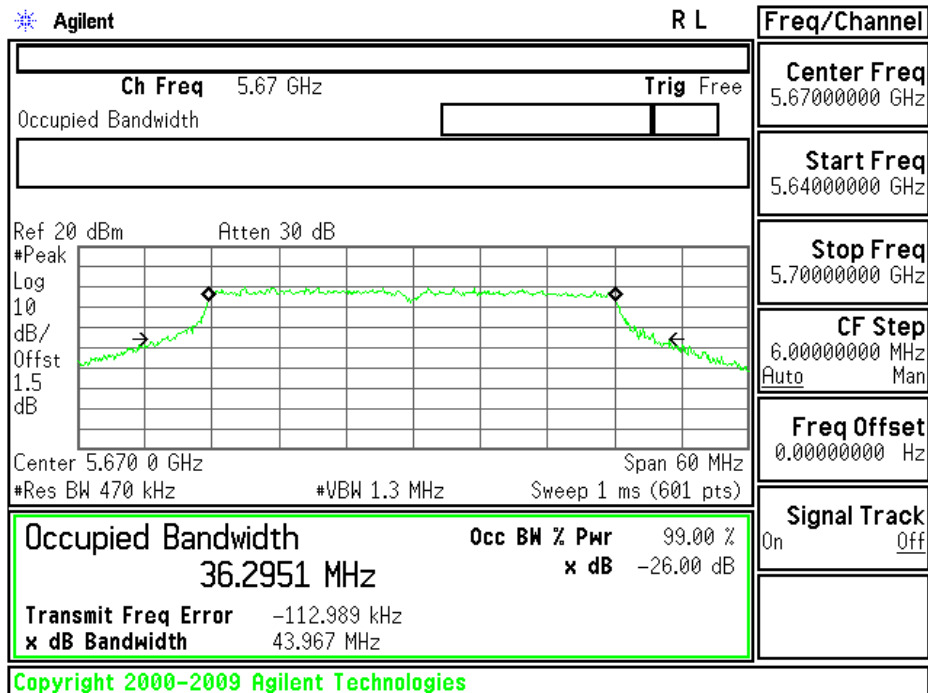 Agilent R L
Freq/Channel
Ch Freq 5.67 GHz Trig Free
Occupied Bandwidth
Center Freq
5.67000000 GHz
Start Freq
5.64000000 GHz
Stop Freq
5.70000000 GHz
CF Step
6.00000000 MHz
Auto Man
Freq Offset
0.00000000 Hz
Signal Track
On Off
Ref 20 dBm Atten 30 dB
#Peak
Log
10
dB/
Offst
1.5
dB
Center 5.670 0 GHz Span 60 MHz
#Res BW 470 kHz #VBW 1.3 MHz Sweep 1 ms (601 pts)
Occupied Bandwidth Occ BW % Pwr 99.00 %
36.2951 MHz x dB -26.00 dB
Transmit Freq Error -112.989 kHz
x dB Bandwidth 43.967 MHz
Copyright 2000-2009 Agilent Technologies